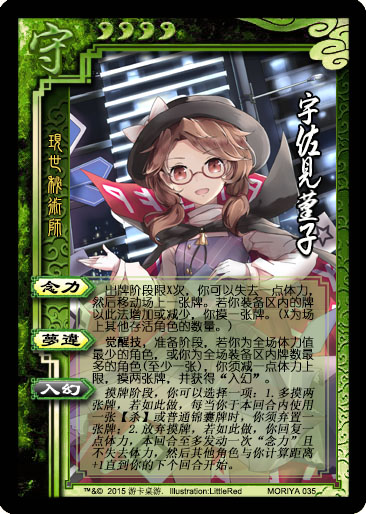 守
宇佐見堇子
現世秘術師
念力
出牌阶段限X次，你可以失去一点体力，
然后移动场上一张牌。若你装备区内的牌
以此法增加或减少，你摸一张牌。（X为场
上其他存活角色的数量。）
夢違
觉醒技，准备阶段，若你为全场体力值
最少的角色，或你为全场装备区内牌数最
多的角色(至少一张)，你须减一点体力上
限，摸两张牌，并获得“入幻”。
入幻
摸牌阶段，你可以选择一项：1.多摸两
张牌，若如此做，每当你于本回合内使用
一张【杀】或普通锦囊牌时，你须弃置一
张牌；2.放弃摸牌，若如此做，你回复一
点体力，本回合至多发动一次“念力”且
不失去体力，然后其他角色与你计算距离
+1直到你的下个回合开始。
™&© 2015 游卡桌游. Illustration:LittleRed
MORIYA 035